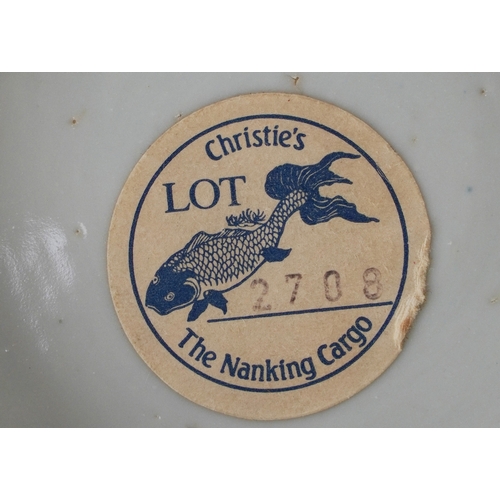 Christie's
LOT
2708
The Nanking Cargo